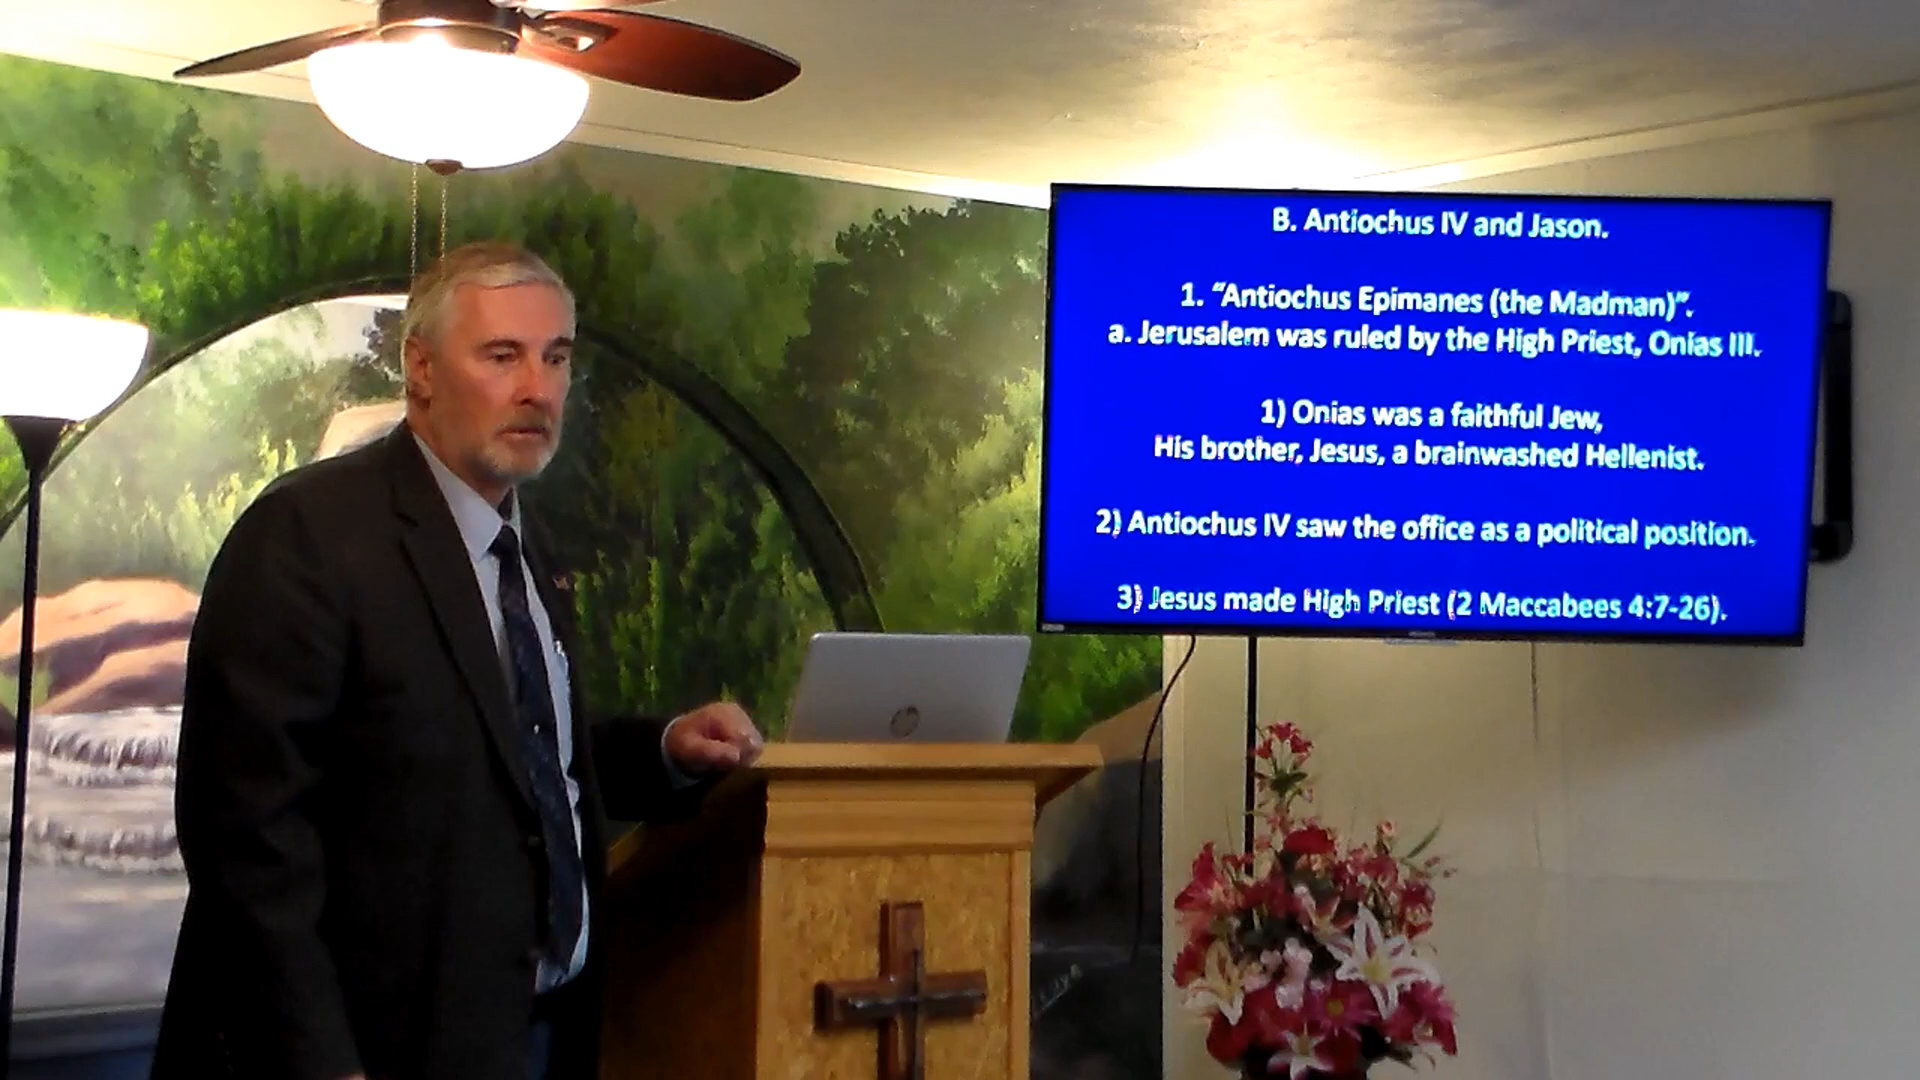 B. Antiochus IV and Jason.
1. “Antiochus Epimanes (the Madman)”.
a. Jerusalem was ruled by the High Priest, Onias III.
1) Onias was a faithful Jew,
His brother, Jesus, a brainwashed Hellenist.
2) Antiochus IV saw the office as a political position.
3) Jesus made High Priest (2 Maccabees 4:7-26).